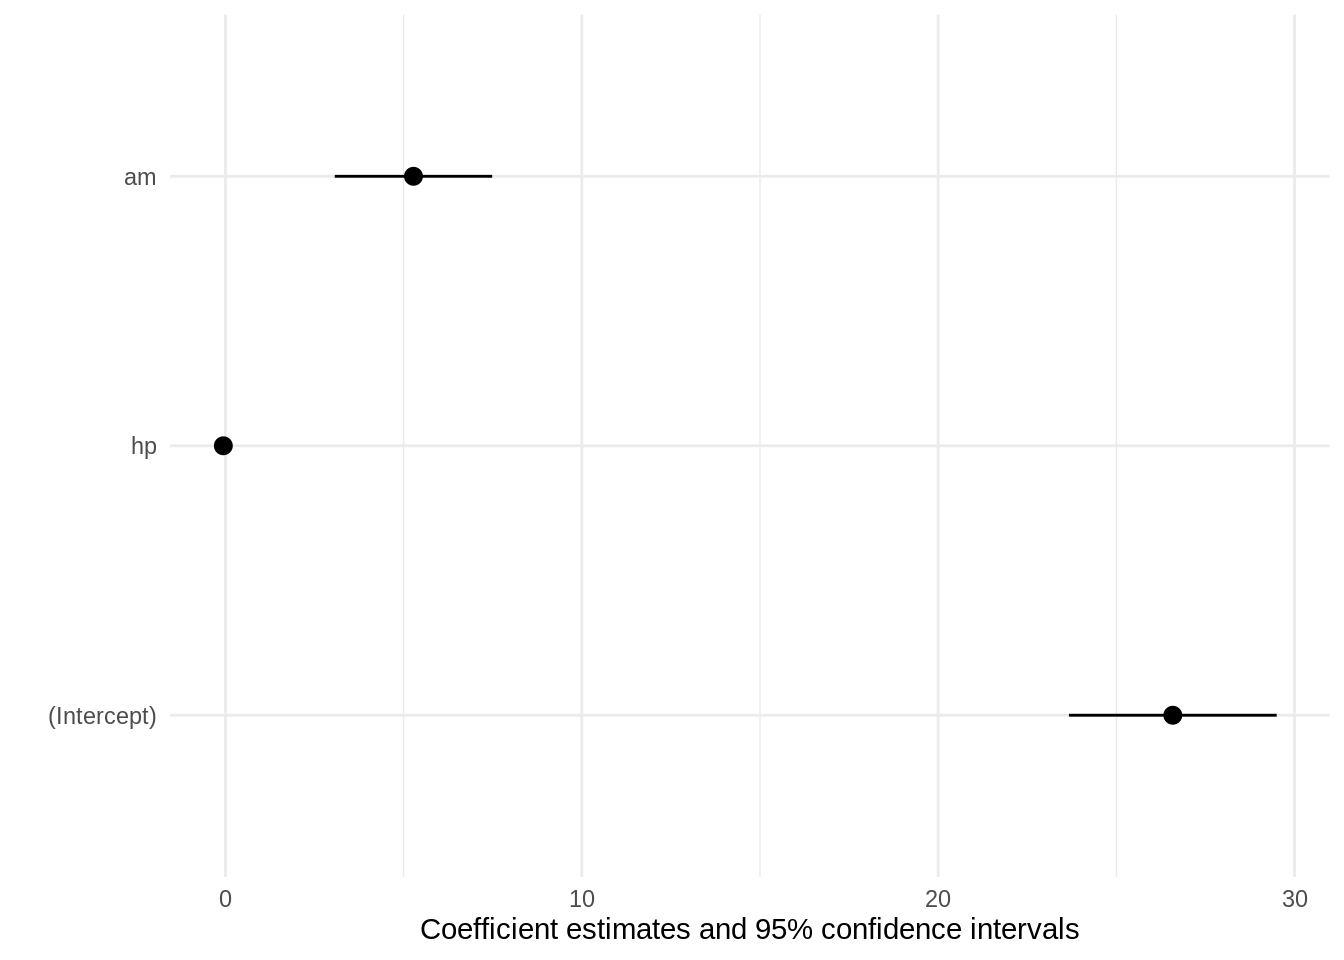 am
hp
(Intercept)
0 10 20 30
Coefficient estimates and 95% confidence intervals